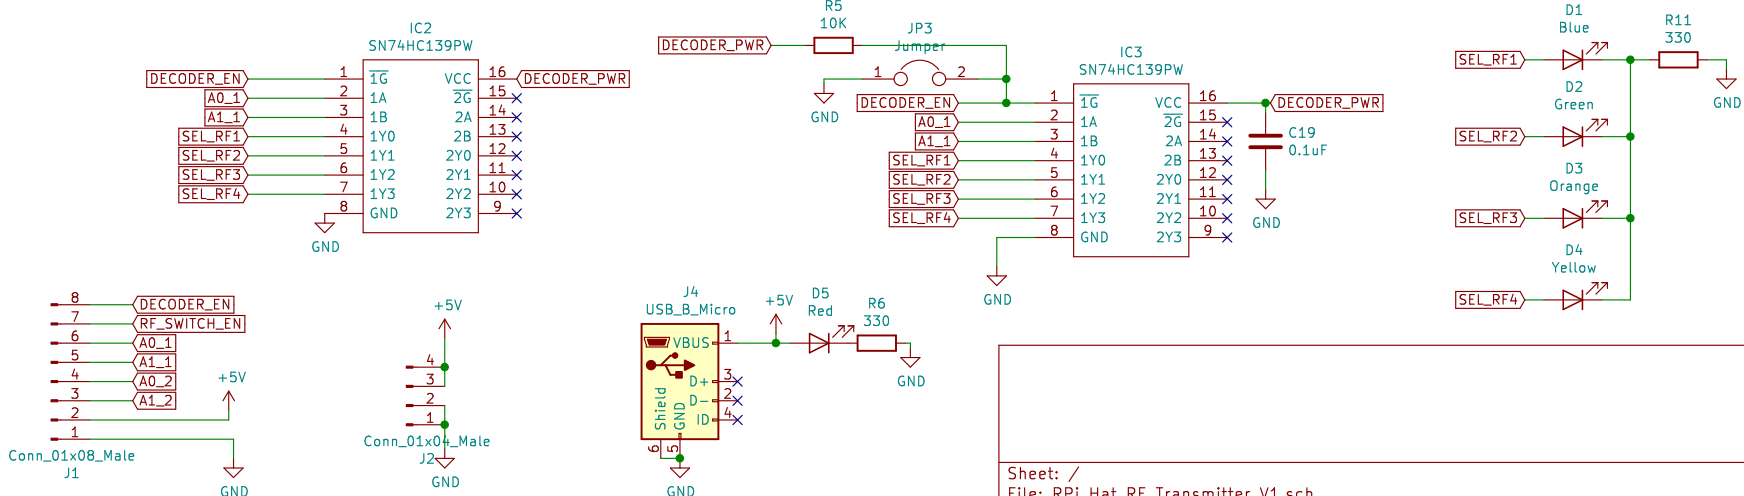 IC2
SN74HC139PW
DECODER_EN 1 1G VCC 16 DECODER_PWR
A0_1 2 1A 2G 15
A1_1 3 1B 2A 14
SEL_RF1 4 1Y0 2B 13
SEL_RF2 5 1Y1 2Y0 12
SEL_RF3 6 1Y2 2Y1 11
SEL_RF4 7 1Y3 2Y2 10
8 GND 2Y3 9
GND
R5
10K
DECODER_PWR
JP3
Jumper
1 2
GND
IC3
SN74HC139PW
DECODER_EN 1 1G VCC 16 DECODER_PWR
A0_1 2 1A 2G 15
A1_1 3 1B 2A 14
SEL_RF1 4 1Y0 2B 13
SEL_RF2 5 1Y1 2Y0 12
SEL_RF3 6 1Y2 2Y1 11
SEL_RF4 7 1Y3 2Y2 10
8 GND 2Y3 9
GND
C19
0.1uF
GND
D1
Blue
SEL_RF1
R11
330
GND
D2
Green
SEL_RF2
D3
Orange
SEL_RF3
D4
Yellow
SEL_RF4
8 DECODER_EN
7 RF_SWITCH_EN
6 A0_1
5 A1_1
4 A0_2
3 A1_2
2
1
+5V
Conn_01x08_Male
J1
GND
+5V
4
3
2
1
Conn_01x04_Male
J2
GND
J4
USB_B_Micro
VBUS 1
D+ 3
D- 2
ID 4
Shield
GND
6
5
GND
+5V
D5
Red
R6
330
GND
Sheet: /
File: RPi_Hat_RF_Transmitter_V1.sch